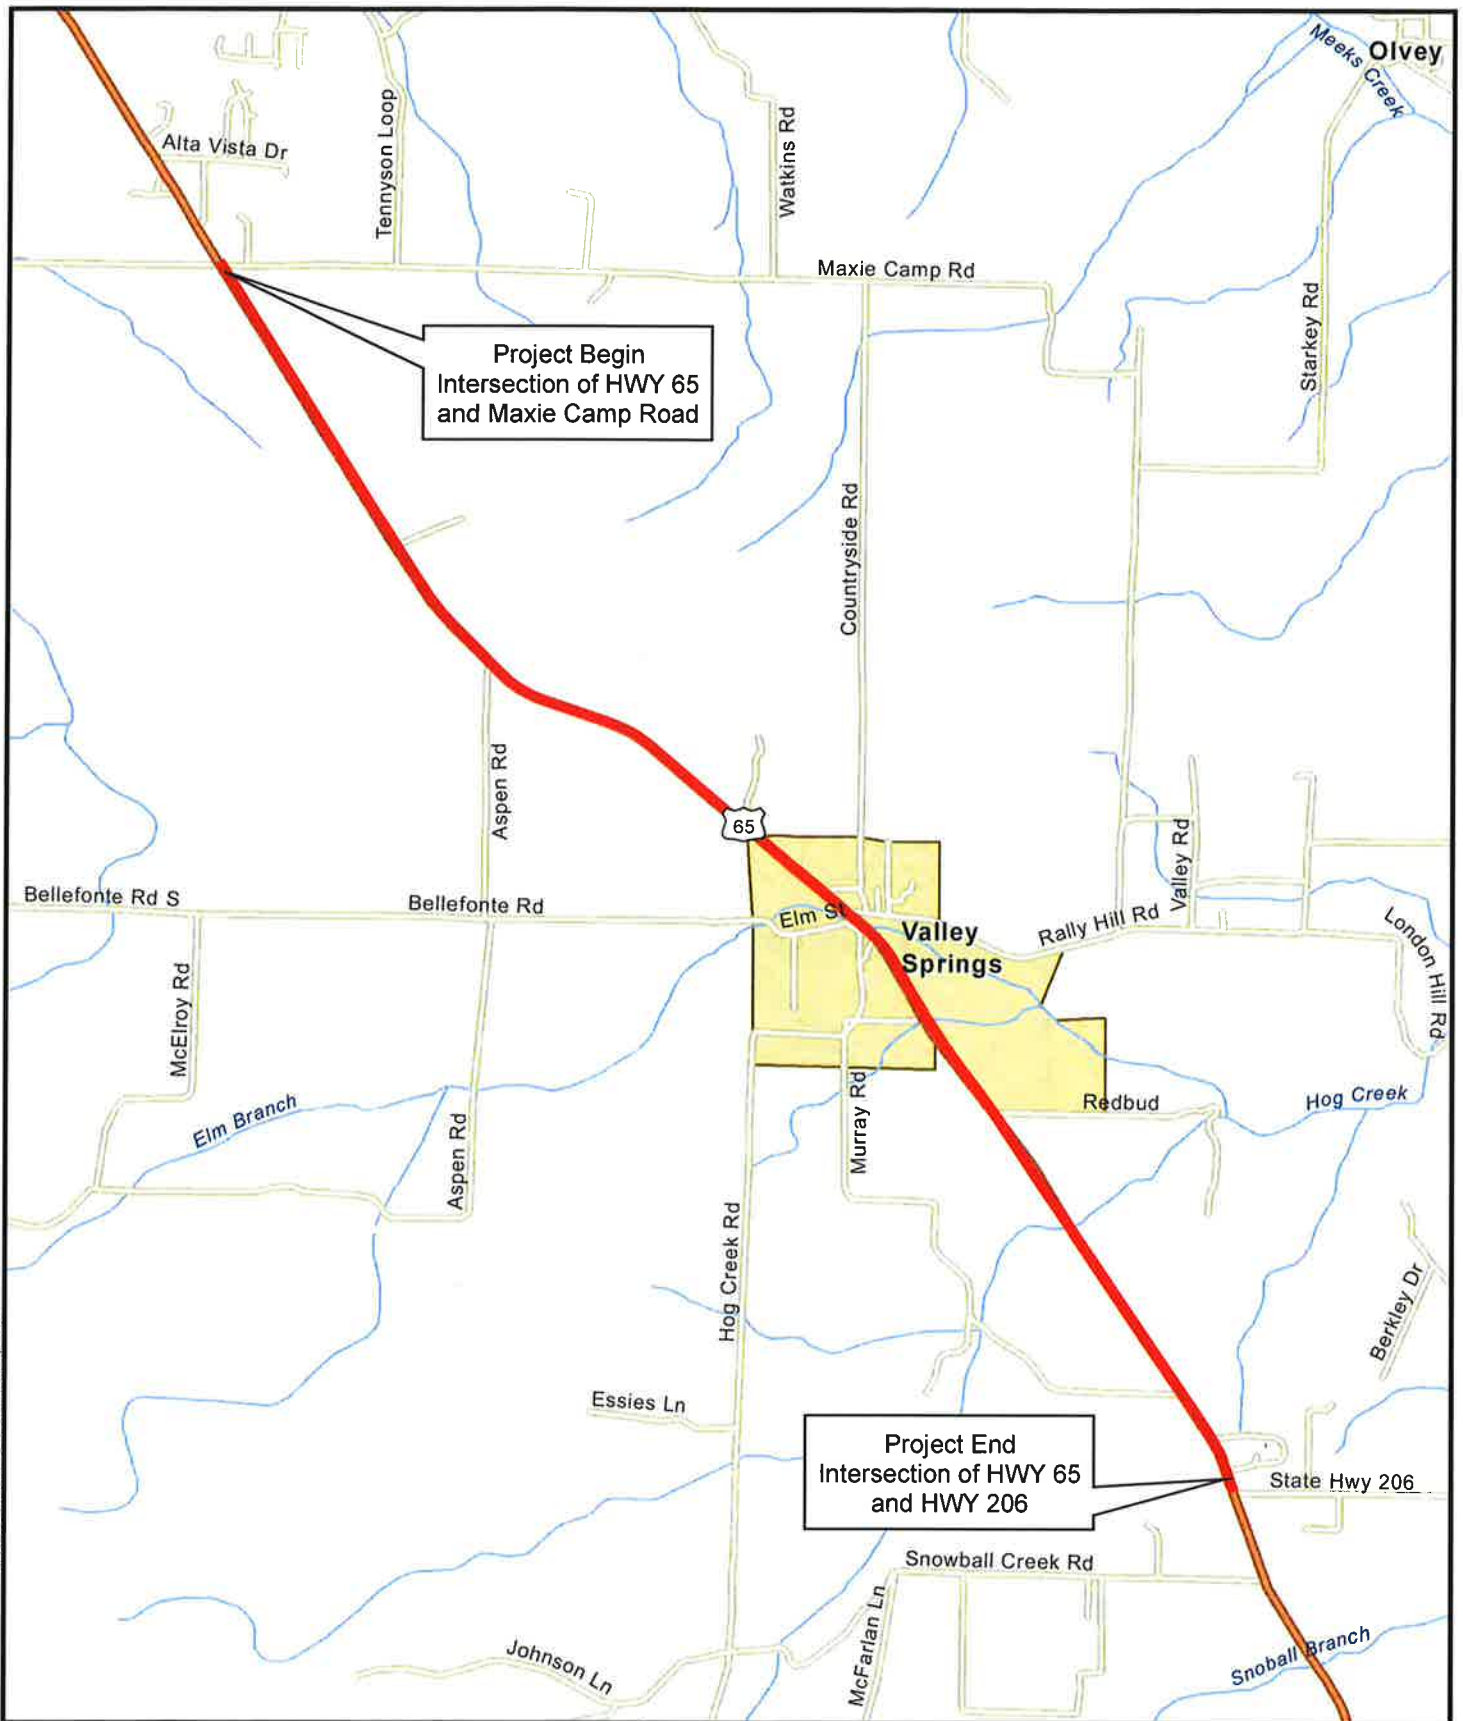 Olvey
Meeks Creek
Alta Vista Dr
Tennyson Loop
Watkins Rd
Maxie Camp Rd
Starkey Rd
Project Begin
Intersection of HWY 65
and Maxie Camp Road
Countryside Rd
Aspen Rd
65
Valley Rd
Bellefonte Rd S
Bellefonte Rd
Elm St
Valley
Springs
Rally Hill Rd
London Hill Rd
McElroy Rd
Elm Branch
Aspen Rd
Murray Rd
Redbud
Hog Creek
Hog Creek Rd
Berkley Dr
Essies Ln
Project End
Intersection of HWY 65
and HWY 206
State Hwy 206
Snowball Creek Rd
McFarlan Ln
Johnson Ln
Snoball Branch